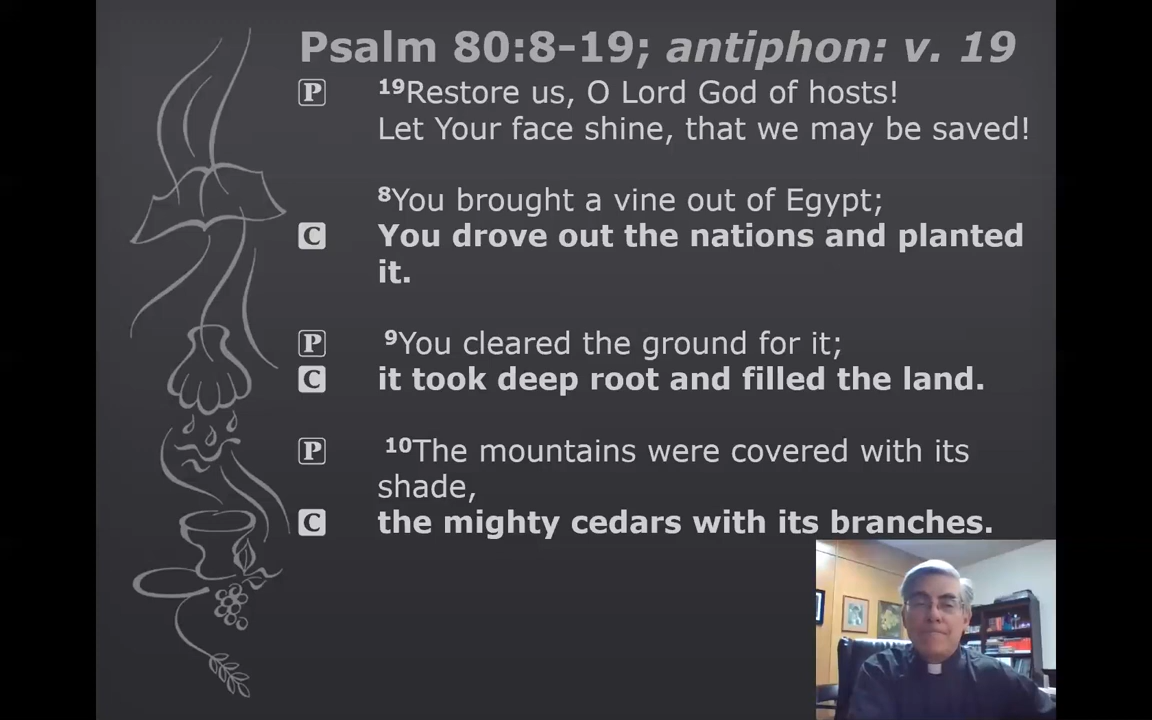 Psalm 80:8-19; antiphon: v. 19
P 19Restore us, O Lord God of hosts!
Let Your face shine, that we may be saved!
8You brought a vine out of Egypt;
C You drove out the nations and planted
it.
P 9You cleared the ground for it;
C it took deep root and filled the land.
P 10The mountains were covered with its
shade,
C the mighty cedars with its branches.